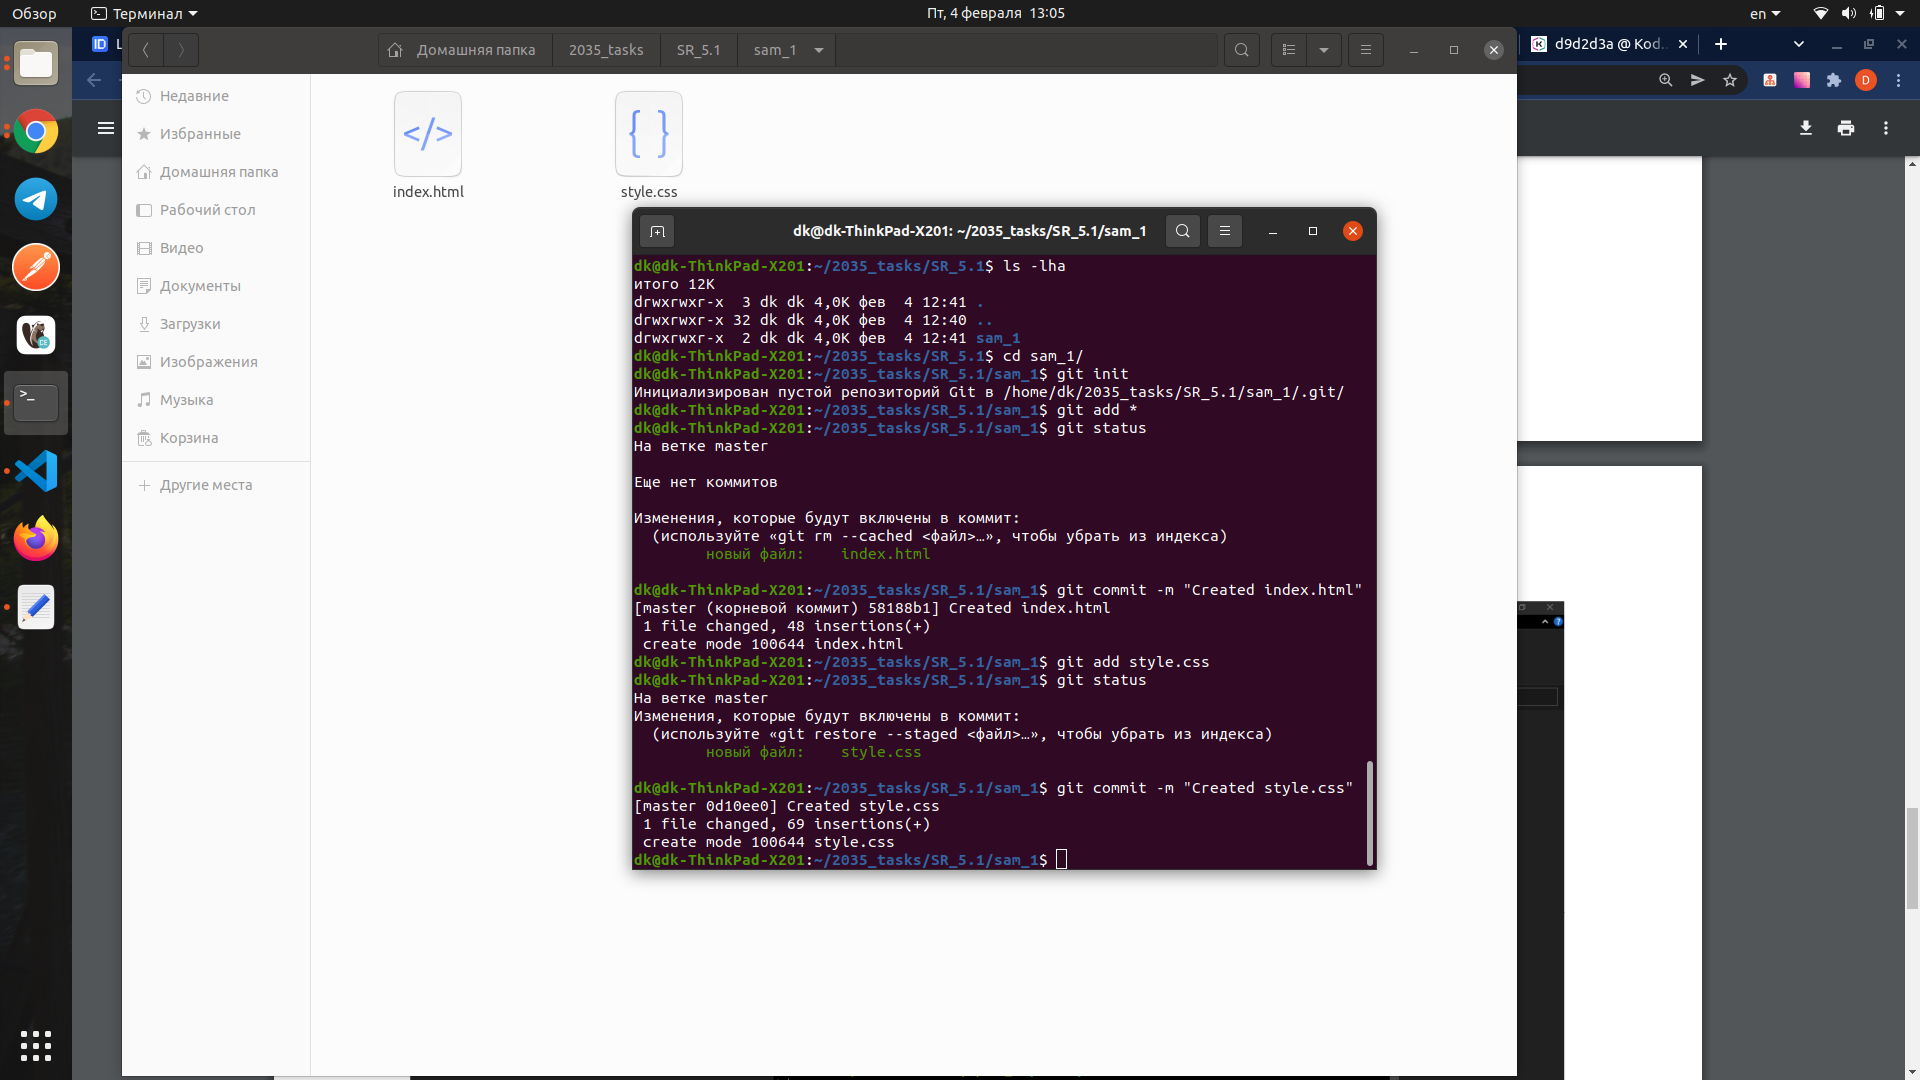 Обзор
Терминал
Пт, 4 февраля 13:05
en
ID
L
Домашняя папка
2035_tasks
SR_5.1
sam_1
d9d2d3a @ Kod..
D
Недавние
Избранные
Домашняя папка
Рабочий стол
Видео
Документы
Загрузки
Изображения
Музыка
Корзина
Другие места
index.html
style.css
dk@dk-ThinkPad-X201: ~/2035_tasks/SR_5.1/sam_1
dk@dk-ThinkPad-X201:~/2035_tasks/SR_5.1$ ls -lha
итого 12K
drwxrwxr-x  3 dk dk 4,0K фев  4 12:41 .
drwxrwxr-x 32 dk dk 4,0K фев  4 12:40 ..
drwxrwxr-x  2 dk dk 4,0K фев  4 12:41 sam_1
dk@dk-ThinkPad-X201:~/2035_tasks/SR_5.1$ cd sam_1/
dk@dk-ThinkPad-X201:~/2035_tasks/SR_5.1/sam_1$ git init
Инициализирован пустой репозиторий Git в /home/dk/2035_tasks/SR_5.1/sam_1/.git/
dk@dk-ThinkPad-X201:~/2035_tasks/SR_5.1/sam_1$ git add *
dk@dk-ThinkPad-X201:~/2035_tasks/SR_5.1/sam_1$ git status
На ветке master
Еще нет коммитов
Изменения, которые будут включены в коммит:
  (используйте «git rm --cached <файл>…», чтобы убрать из индекса)
        новый файл:    index.html
dk@dk-ThinkPad-X201:~/2035_tasks/SR_5.1/sam_1$ git commit -m "Created index.html"
[master (корневой коммит) 58188b1] Created index.html
 1 file changed, 48 insertions(+)
 create mode 100644 index.html
dk@dk-ThinkPad-X201:~/2035_tasks/SR_5.1/sam_1$ git add style.css
dk@dk-ThinkPad-X201:~/2035_tasks/SR_5.1/sam_1$ git status
На ветке master
Изменения, которые будут включены в коммит:
  (используйте «git restore --staged <файл>…», чтобы убрать из индекса)
        новый файл:    style.css
dk@dk-ThinkPad-X201:~/2035_tasks/SR_5.1/sam_1$ git commit -m "Created style.css"
[master 0d10ee0] Created style.css
 1 file changed, 69 insertions(+)
 create mode 100644 style.css
dk@dk-ThinkPad-X201:~/2035_tasks/SR_5.1/sam_1$